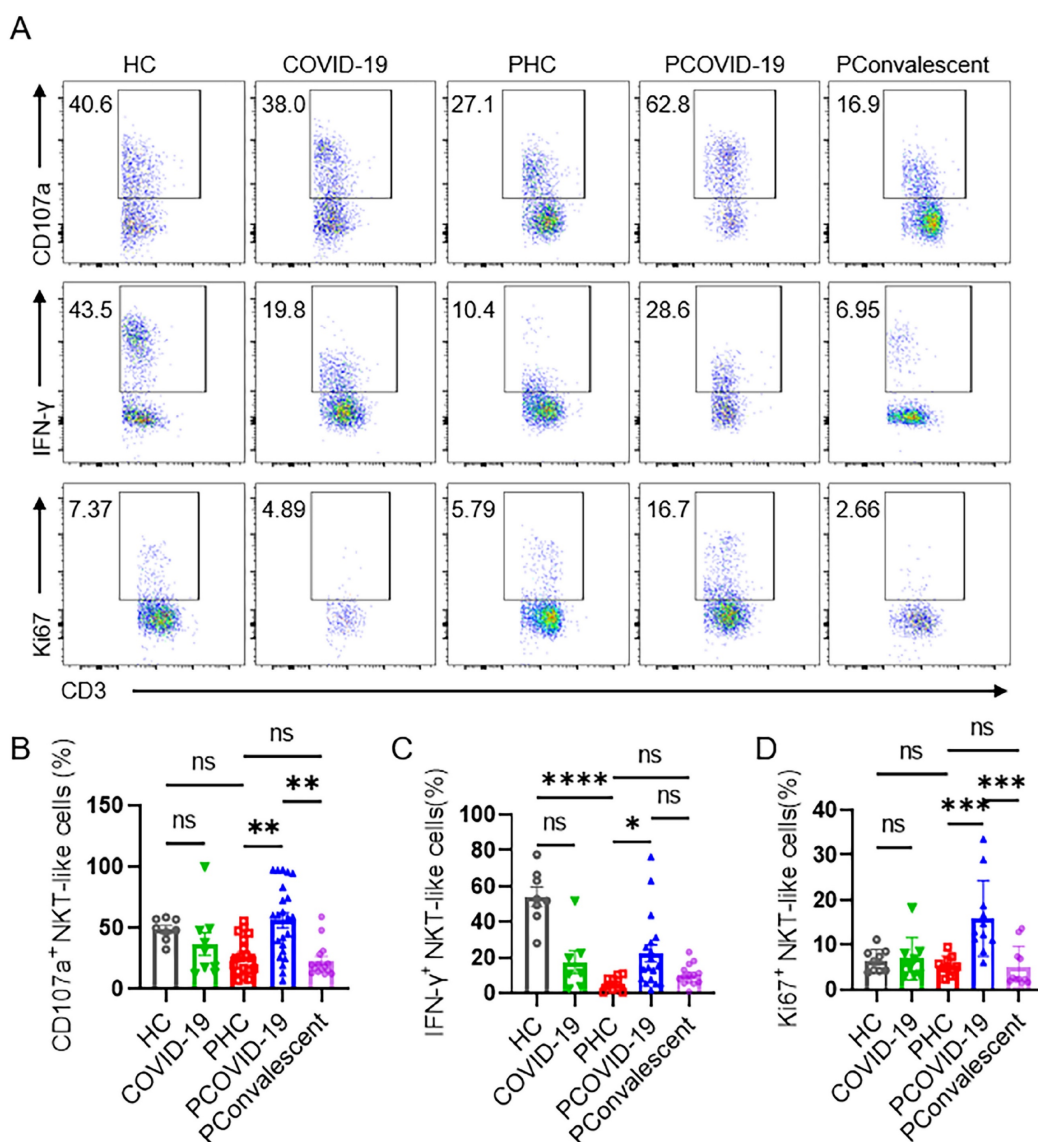 A
HC COVID-19 PHC PCOVID-19 PConvalescent
CD107a
40.6 38.0 27.1 62.8 16.9
IFN-γ
43.5 19.8 10.4 28.6 6.95
Ki67
7.37 4.89 5.79 16.7 2.66
CD3
B
CD107a⁺ NKT-like cells (%)
ns
ns
**
ns
**
150
100
50
0
HC
COVID-19
PHC
PCOVID-19
PConvalescent
C
IFN-γ⁺ NKT-like cells(%)
ns
****
ns
ns
*
100
80
60
40
20
0
HC
COVID-19
PHC
PCOVID-19
PConvalescent
D
Ki67⁺ NKT-like cells(%)
ns
ns
***
ns
***
40
30
20
10
0
HC
COVID-19
PHC
PCOVID-19
PConvalescent